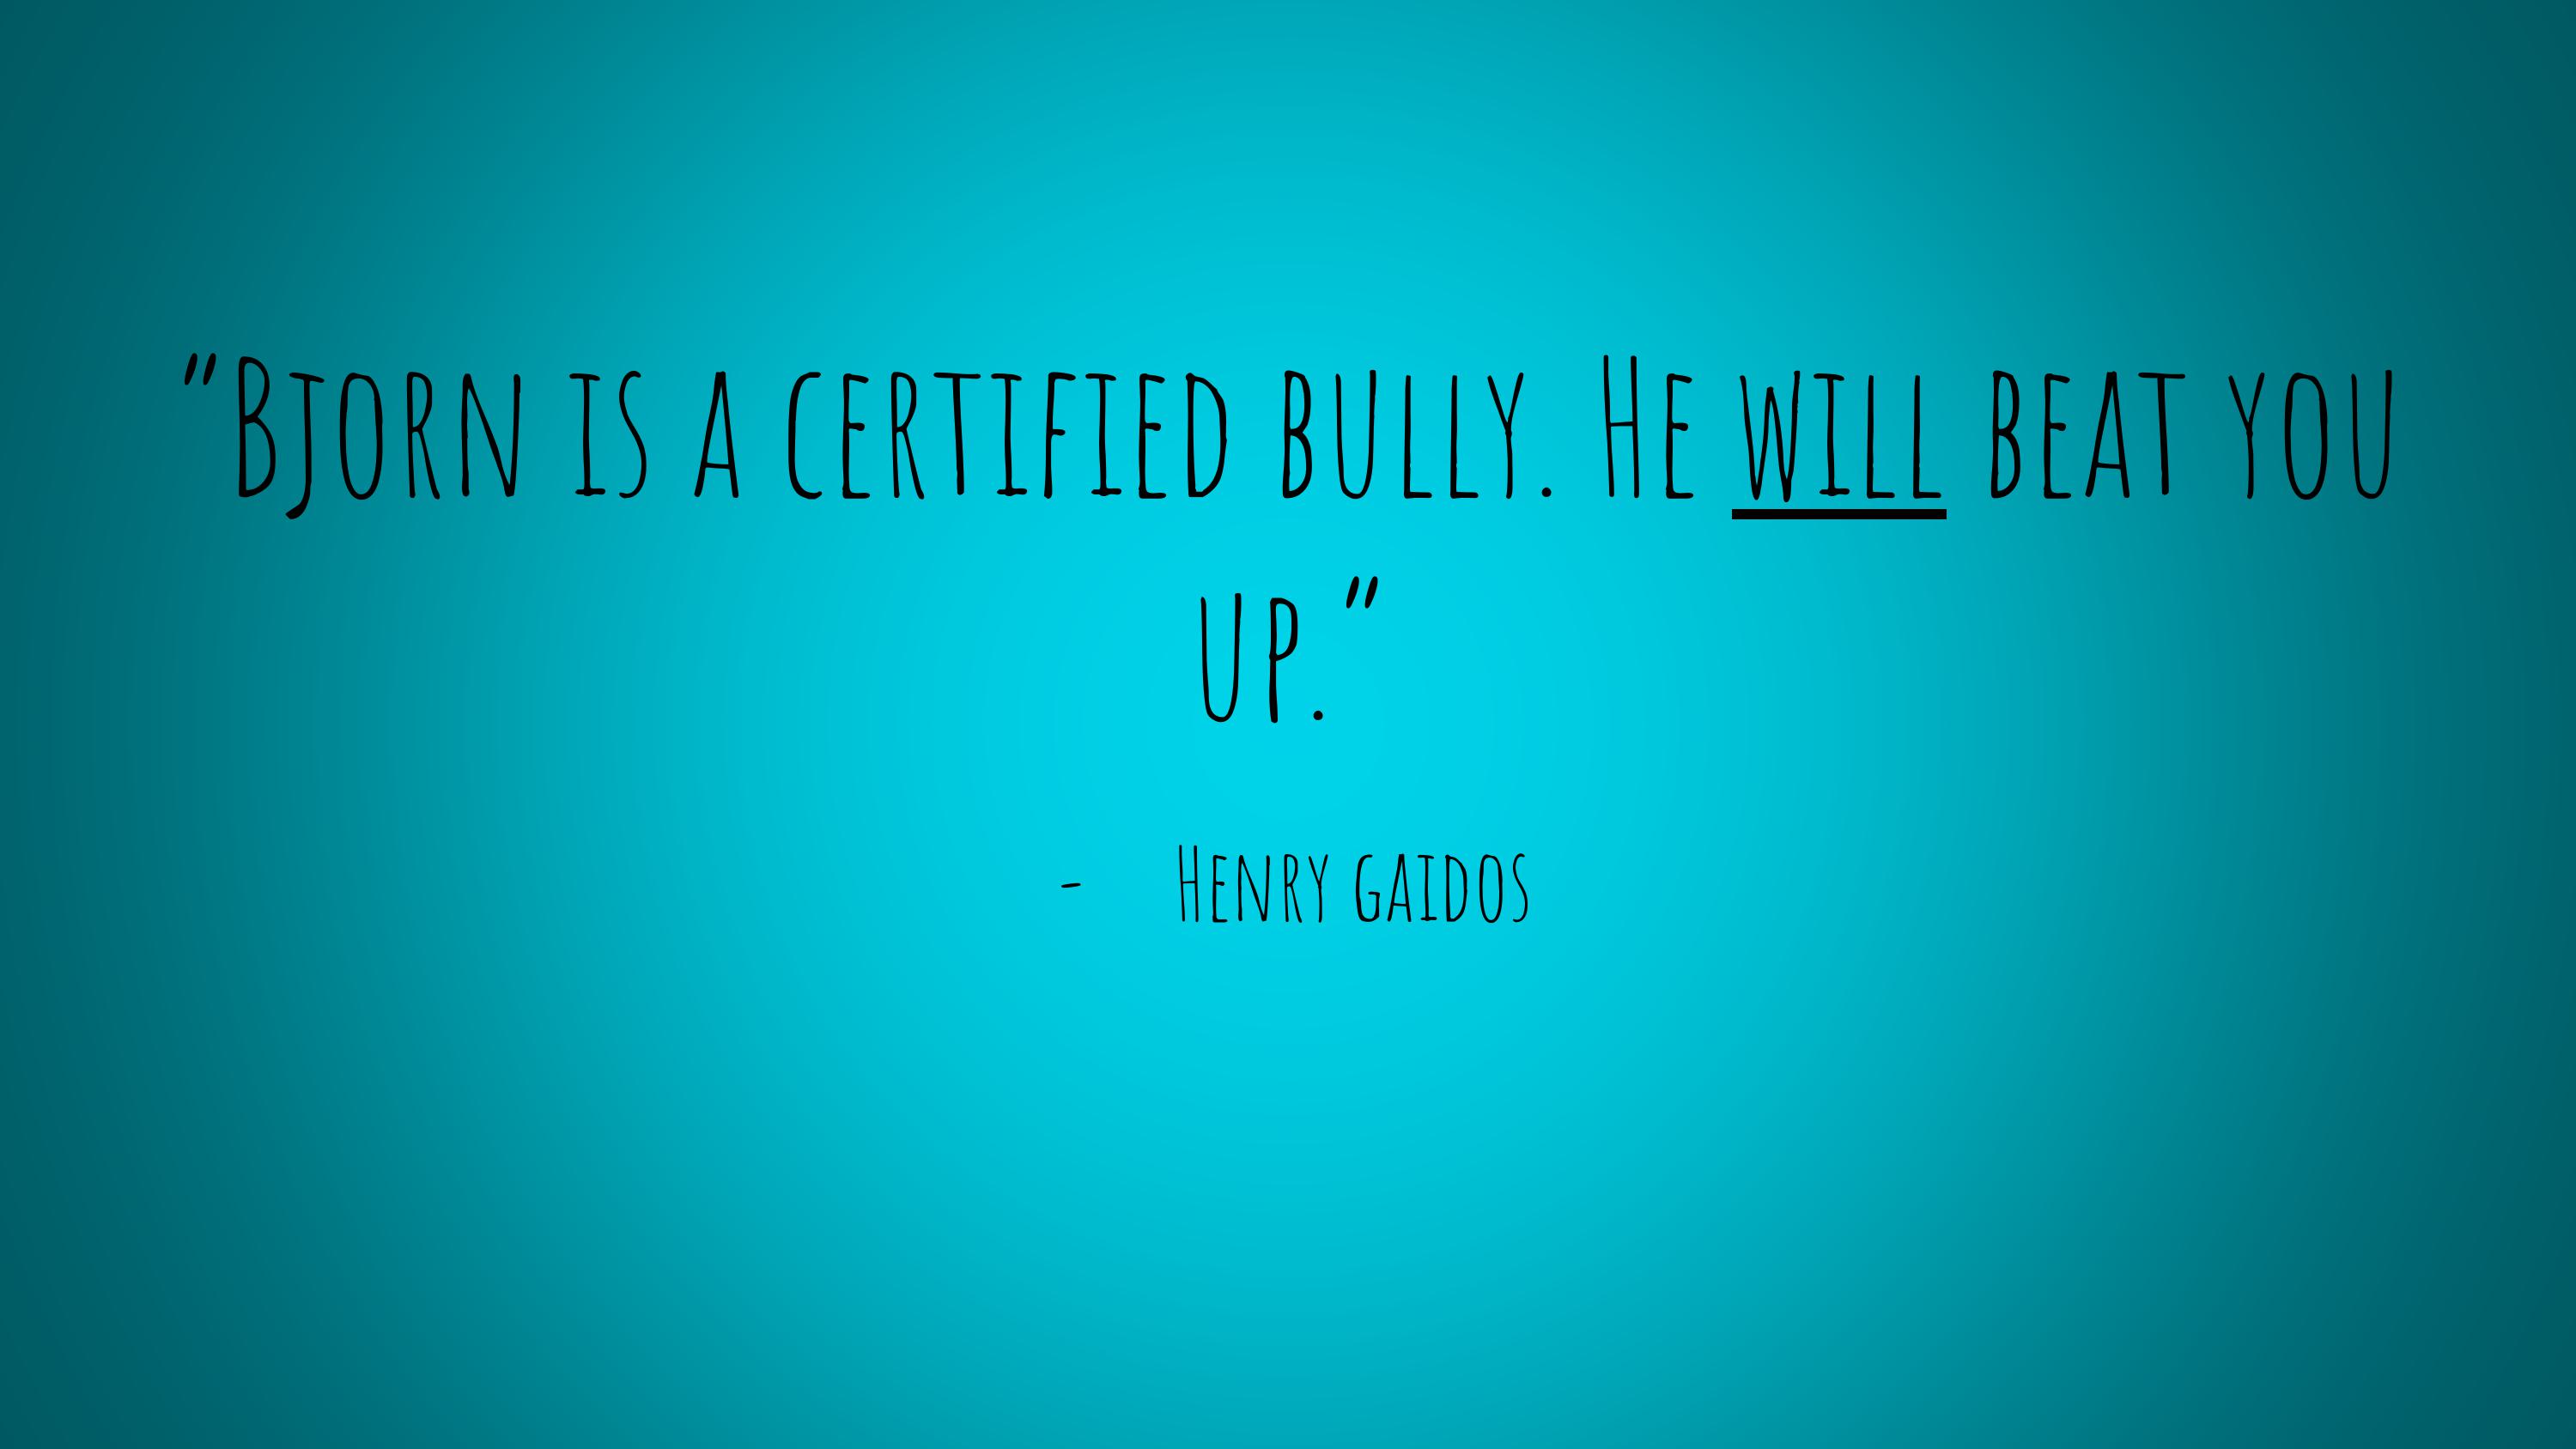 "Bjorn is a certified bully. He will beat you
up."
- Henry gaidos